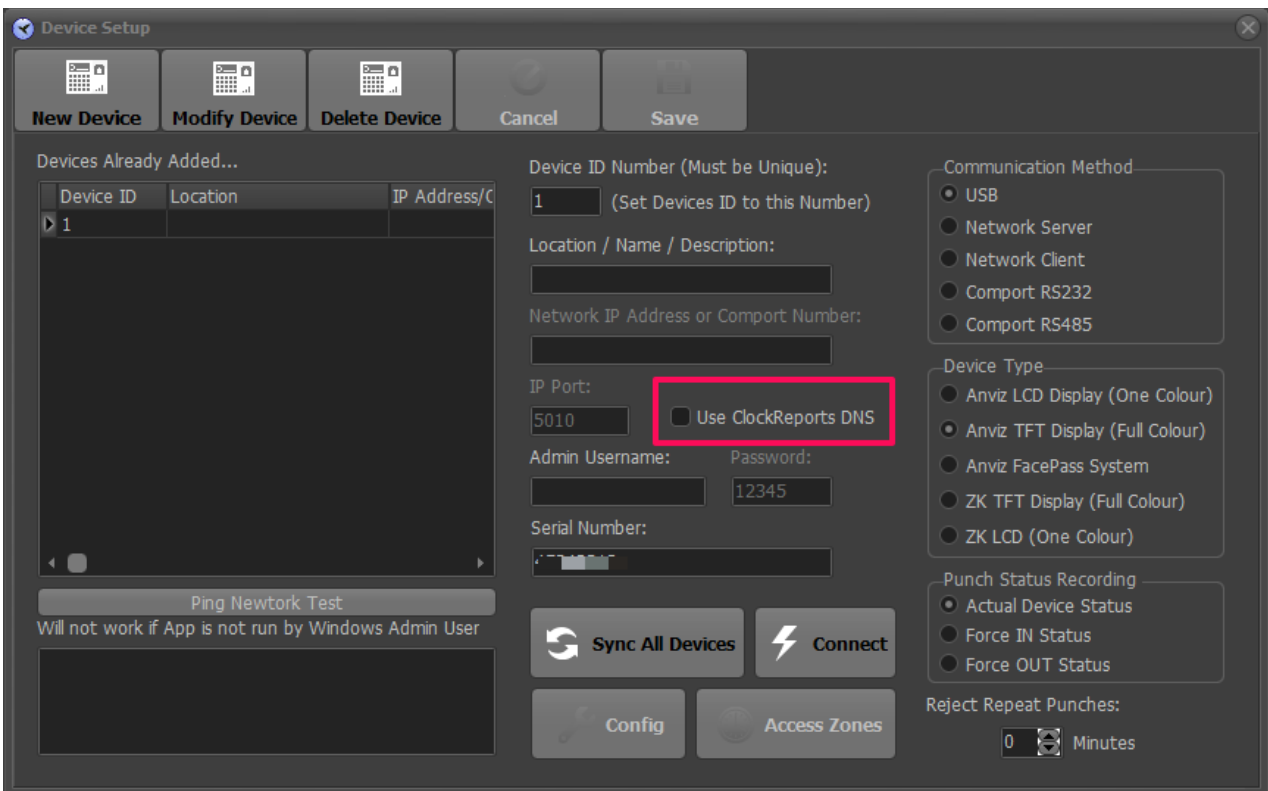 Device Setup
New Device
Modify Device
Delete Device
Cancel
Save
Devices Already Added...
Device ID
Location
IP Address/C
1
Ping Newtork Test
Will not work if App is not run by Windows Admin User
Device ID Number (Must be Unique):
1
(Set Devices ID to this Number)
Location / Name / Description:
Network IP Address or Comport Number:
IP Port:
5010
Use ClockReports DNS
Admin Username:
Password:
12345
Serial Number:
Sync All Devices
Connect
Config
Access Zones
Communication Method
USB
Network Server
Network Client
Comport RS232
Comport RS485
Device Type
Anviz LCD Display (One Colour)
Anviz TFT Display (Full Colour)
Anviz FacePass System
ZK TFT Display (Full Colour)
ZK LCD (One Colour)
Punch Status Recording
Actual Device Status
Force IN Status
Force OUT Status
Reject Repeat Punches:
0
Minutes